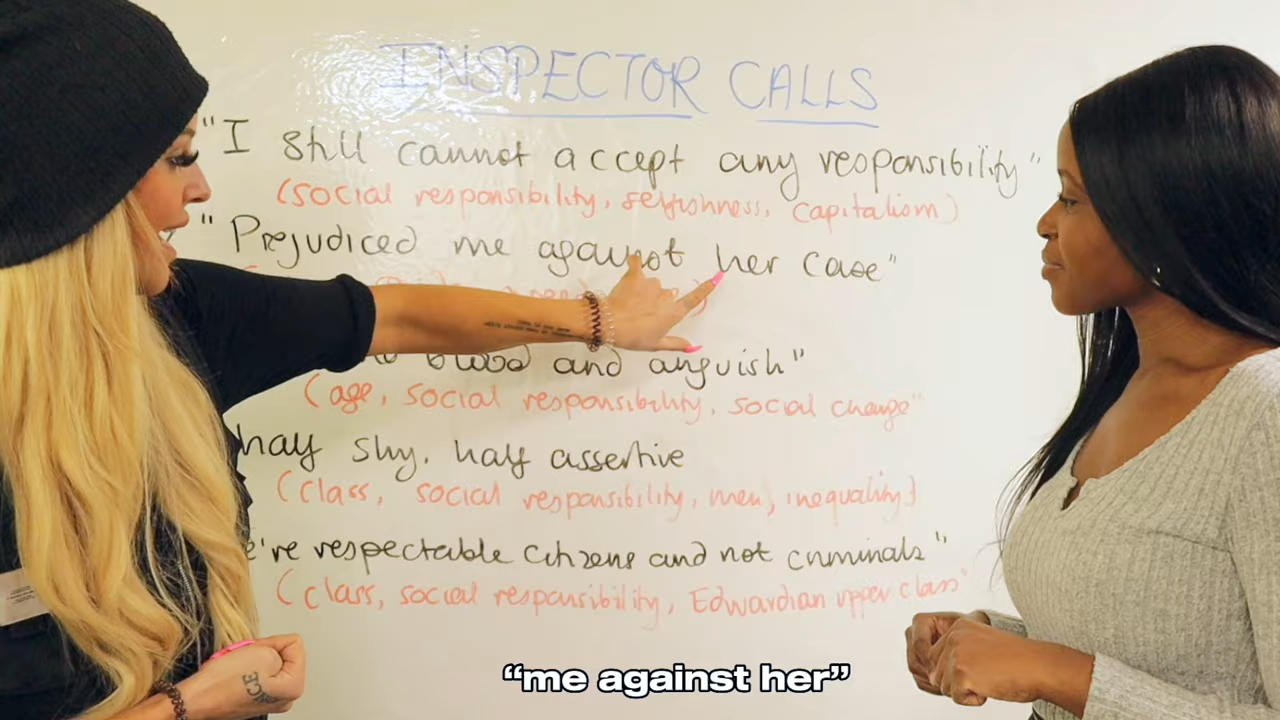 INSPECTOR CALLS
"I still cannot accept any responsibility"
(social responsibility, selfishness, capitalism)
"Prejudiced me against her case"
blood and anguish"
(age, social responsibility, social change"
half shy, half assertive
(class, social responsibility, men, inequality)
e're respectable citizens and not criminals"
(class, social responsibility, Edwardian upper class"
"me against her"